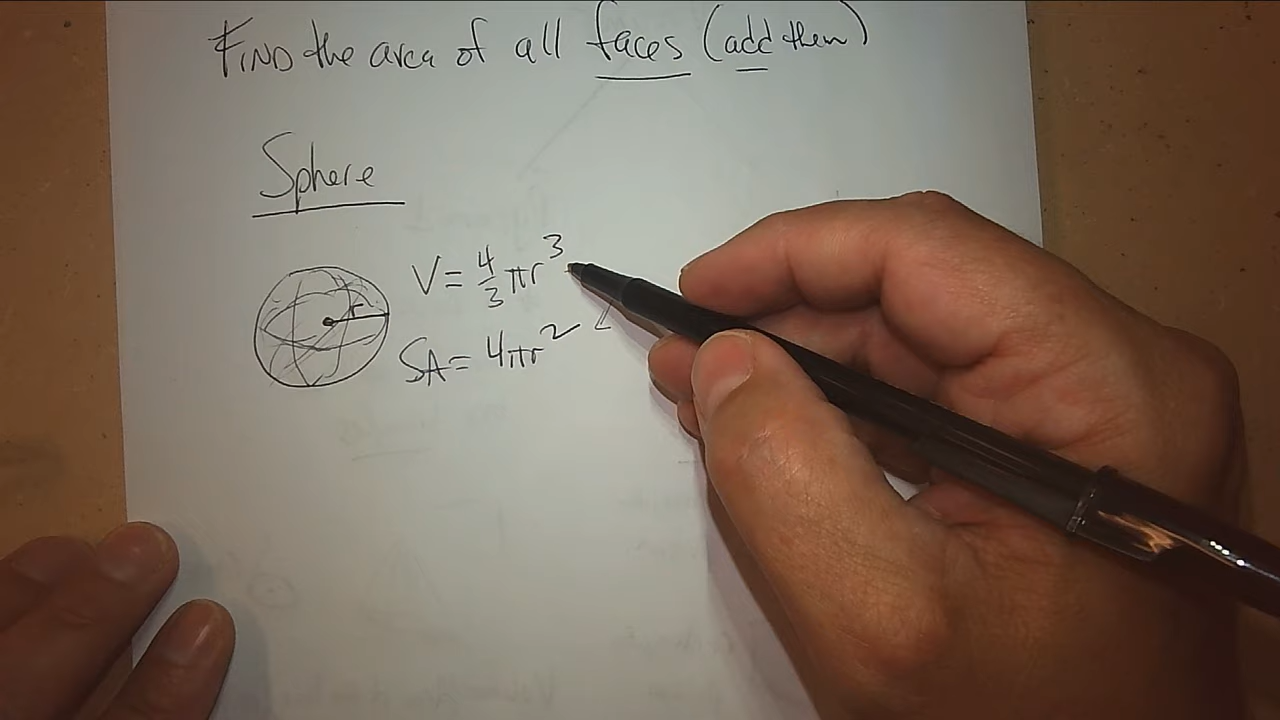 FIND the area of all faces (add them)
Sphere
V = 4/3 πr³
r
SA = 4πr²